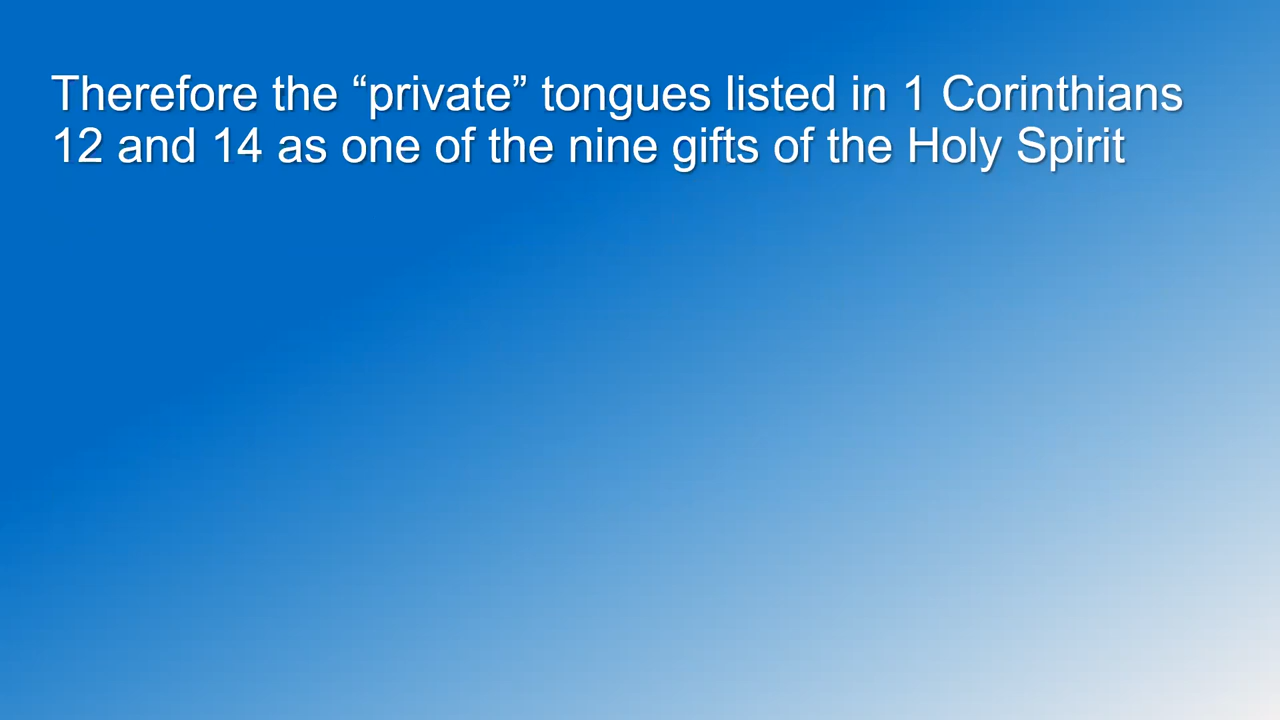 Therefore the “private” tongues listed in 1 Corinthians
12 and 14 as one of the nine gifts of the Holy Spirit